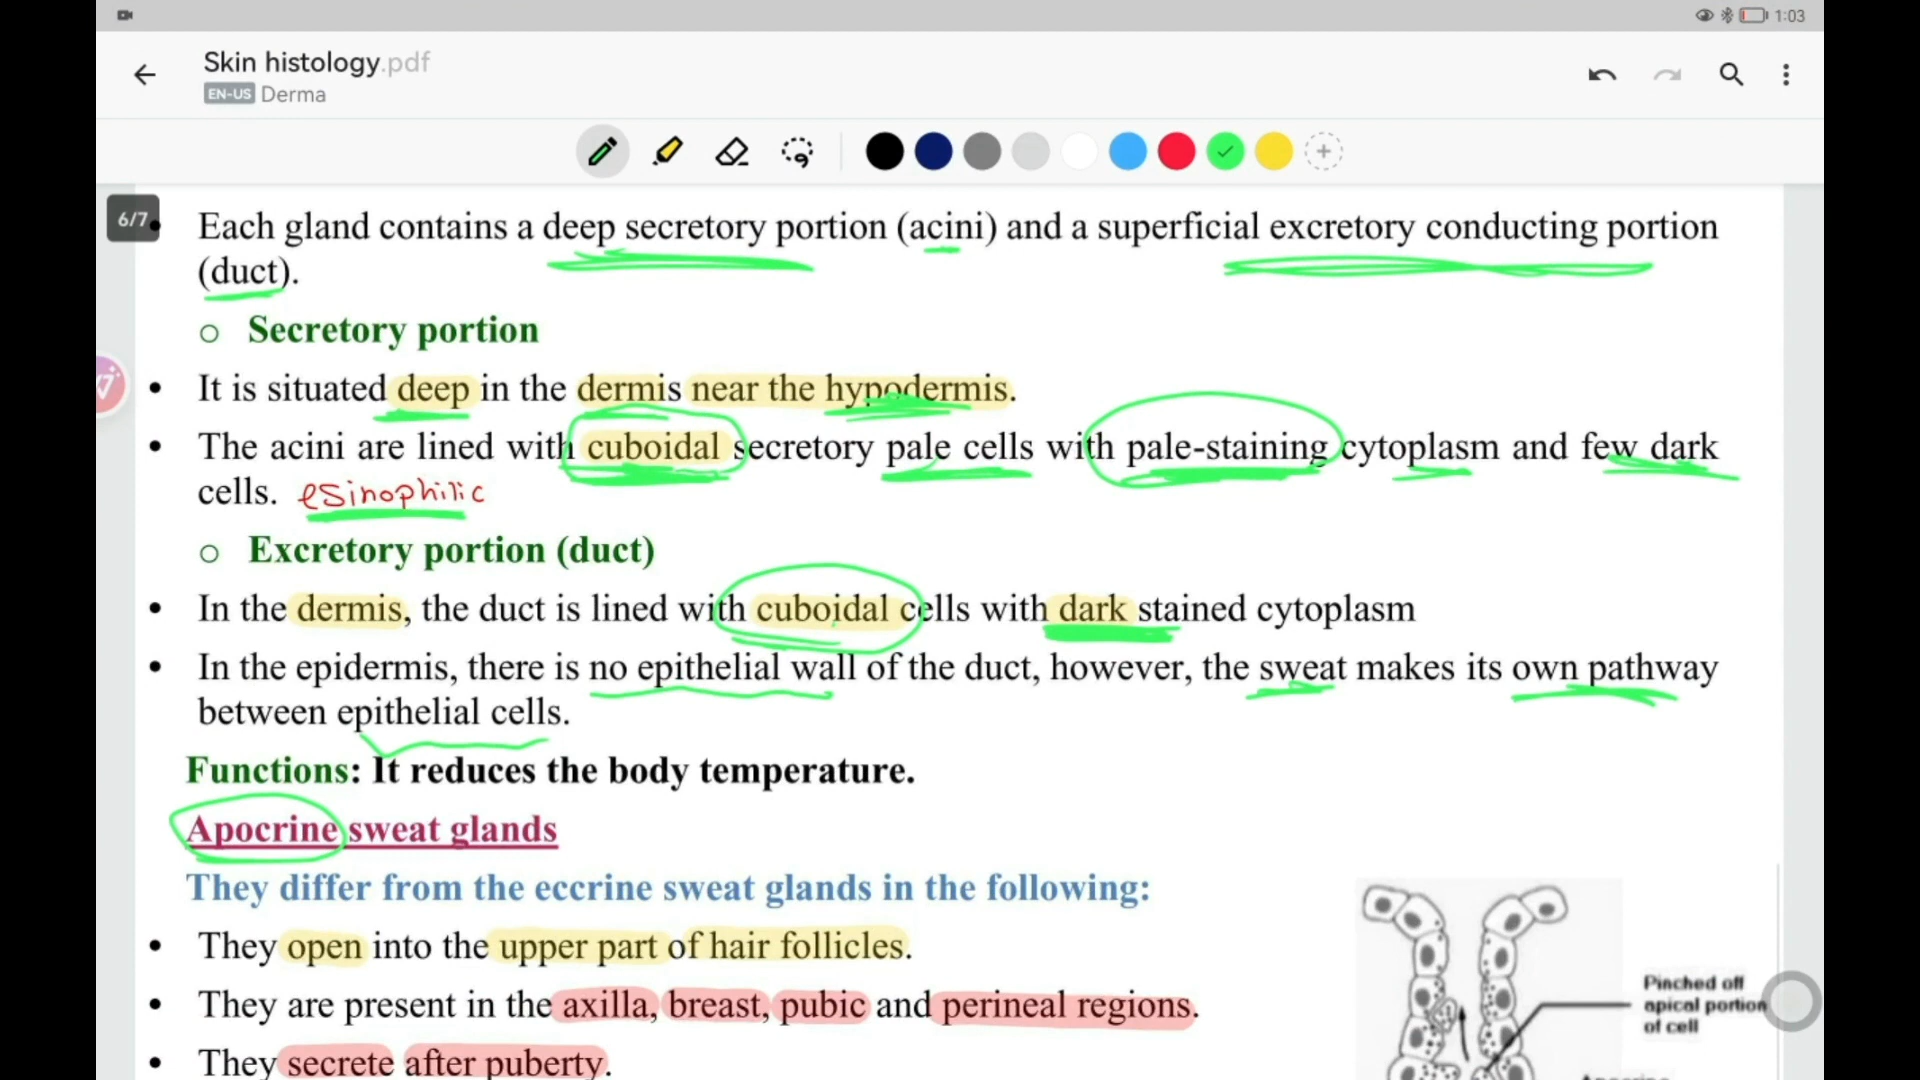 1:03
Skin histology.pdf
EN-US Derma
6/7
• Each gland contains a deep secretory portion (acini) and a superficial excretory conducting portion
(duct).
o Secretory portion
• It is situated deep in the dermis near the hypodermis.
• The acini are lined with cuboidal secretory pale cells with pale-staining cytoplasm and few dark
cells. esinophilic
o Excretory portion (duct)
• In the dermis, the duct is lined with cuboidal cells with dark stained cytoplasm
• In the epidermis, there is no epithelial wall of the duct, however, the sweat makes its own pathway
between epithelial cells.
Functions: It reduces the body temperature.
Apocrine sweat glands
They differ from the eccrine sweat glands in the following:
• They open into the upper part of hair follicles.
• They are present in the axilla, breast, pubic and perineal regions.
• They secrete after puberty.
Pinched off
apical portion
of cell